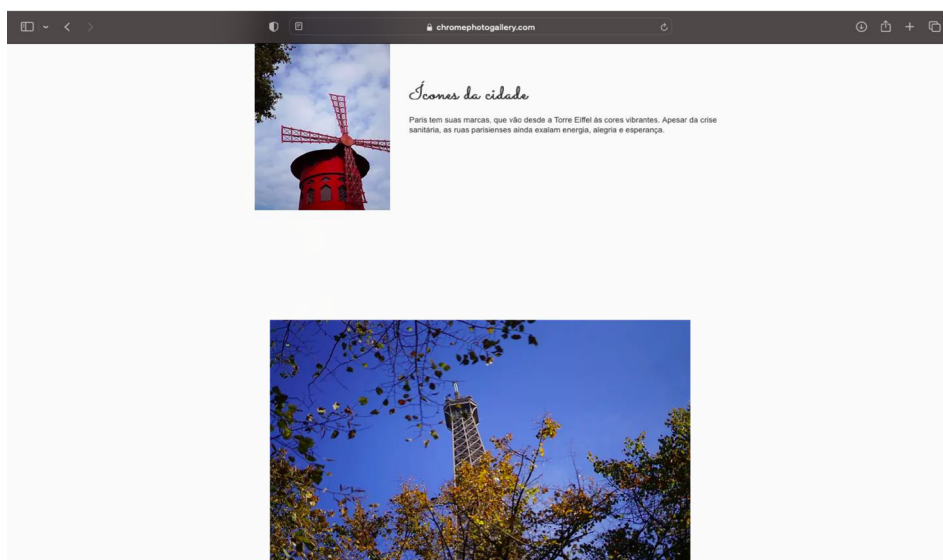 chromephotogallery.com
Ícones da cidade
Paris tem suas marcas, que vão desde a Torre Eiffel às cores vibrantes. Apesar da crise
sanitária, as ruas parisienses ainda exalam energia, alegria e esperança.